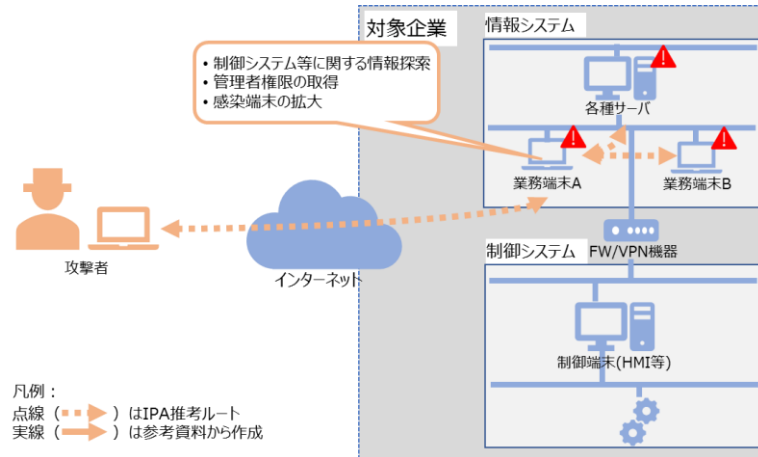 対象企業
情報システム
• 制御システム等に関する情報探索
• 管理者権限の取得
• 感染端末の拡大
各種サーバ
業務端末A
業務端末B
攻撃者
インターネット
FW/VPN機器
制御システム
制御端末(HMI等)
凡例：
点線（ ）はIPA推考ルート
実線（ ）は参考資料から作成